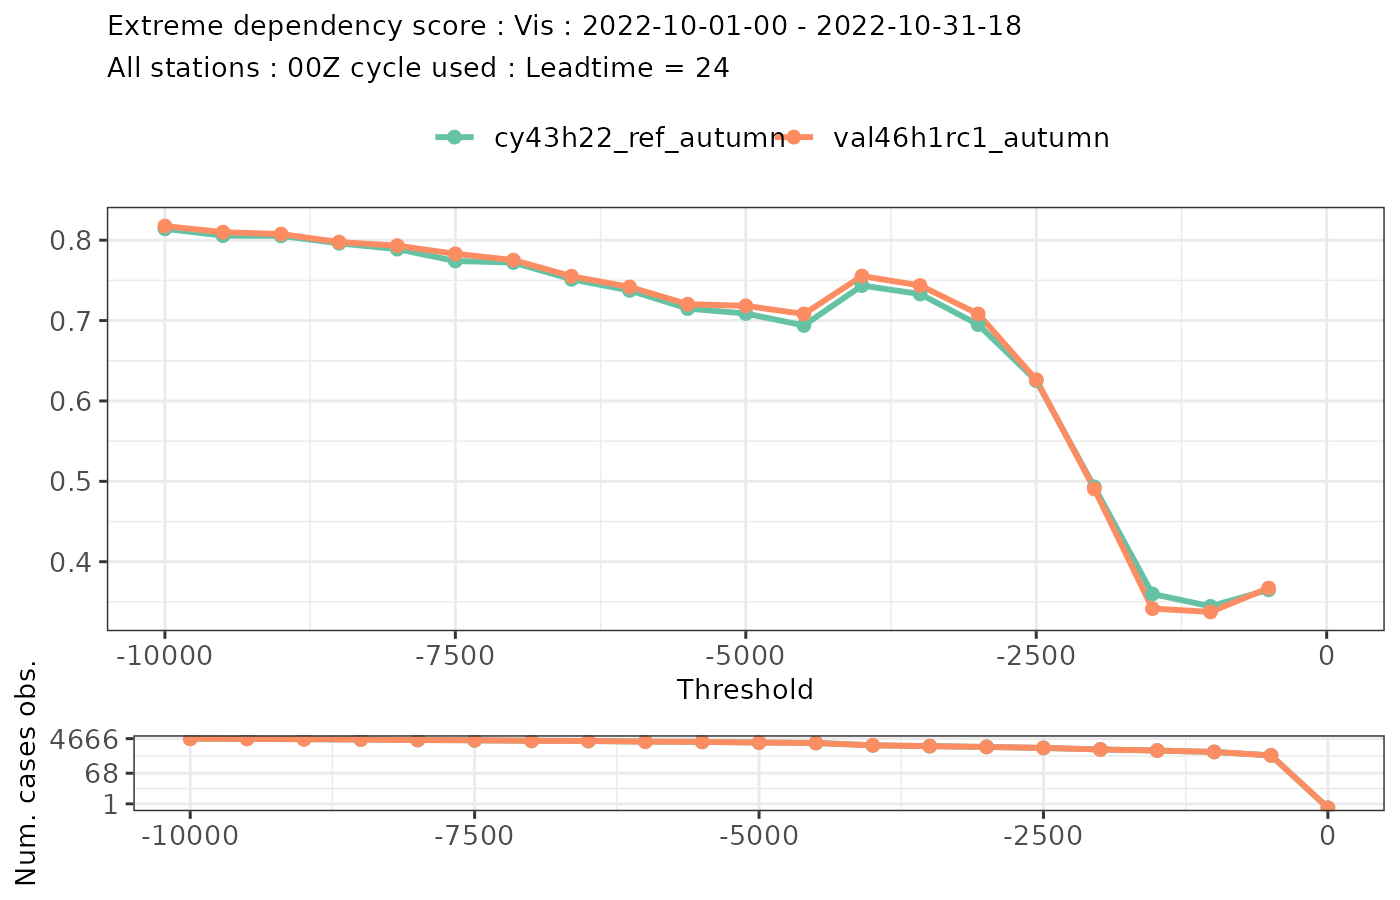 Extreme dependency score : Vis : 2022-10-01-00 - 2022-10-31-18
All stations : 00Z cycle used : Leadtime = 24
cy43h22_ref_autumn val46h1rc1_autumn
0.8
0.7
0.6
0.5
0.4
-10000 -7500 -5000 -2500 0
Threshold
Num. cases obs.
4666
68
1
-10000 -7500 -5000 -2500 0